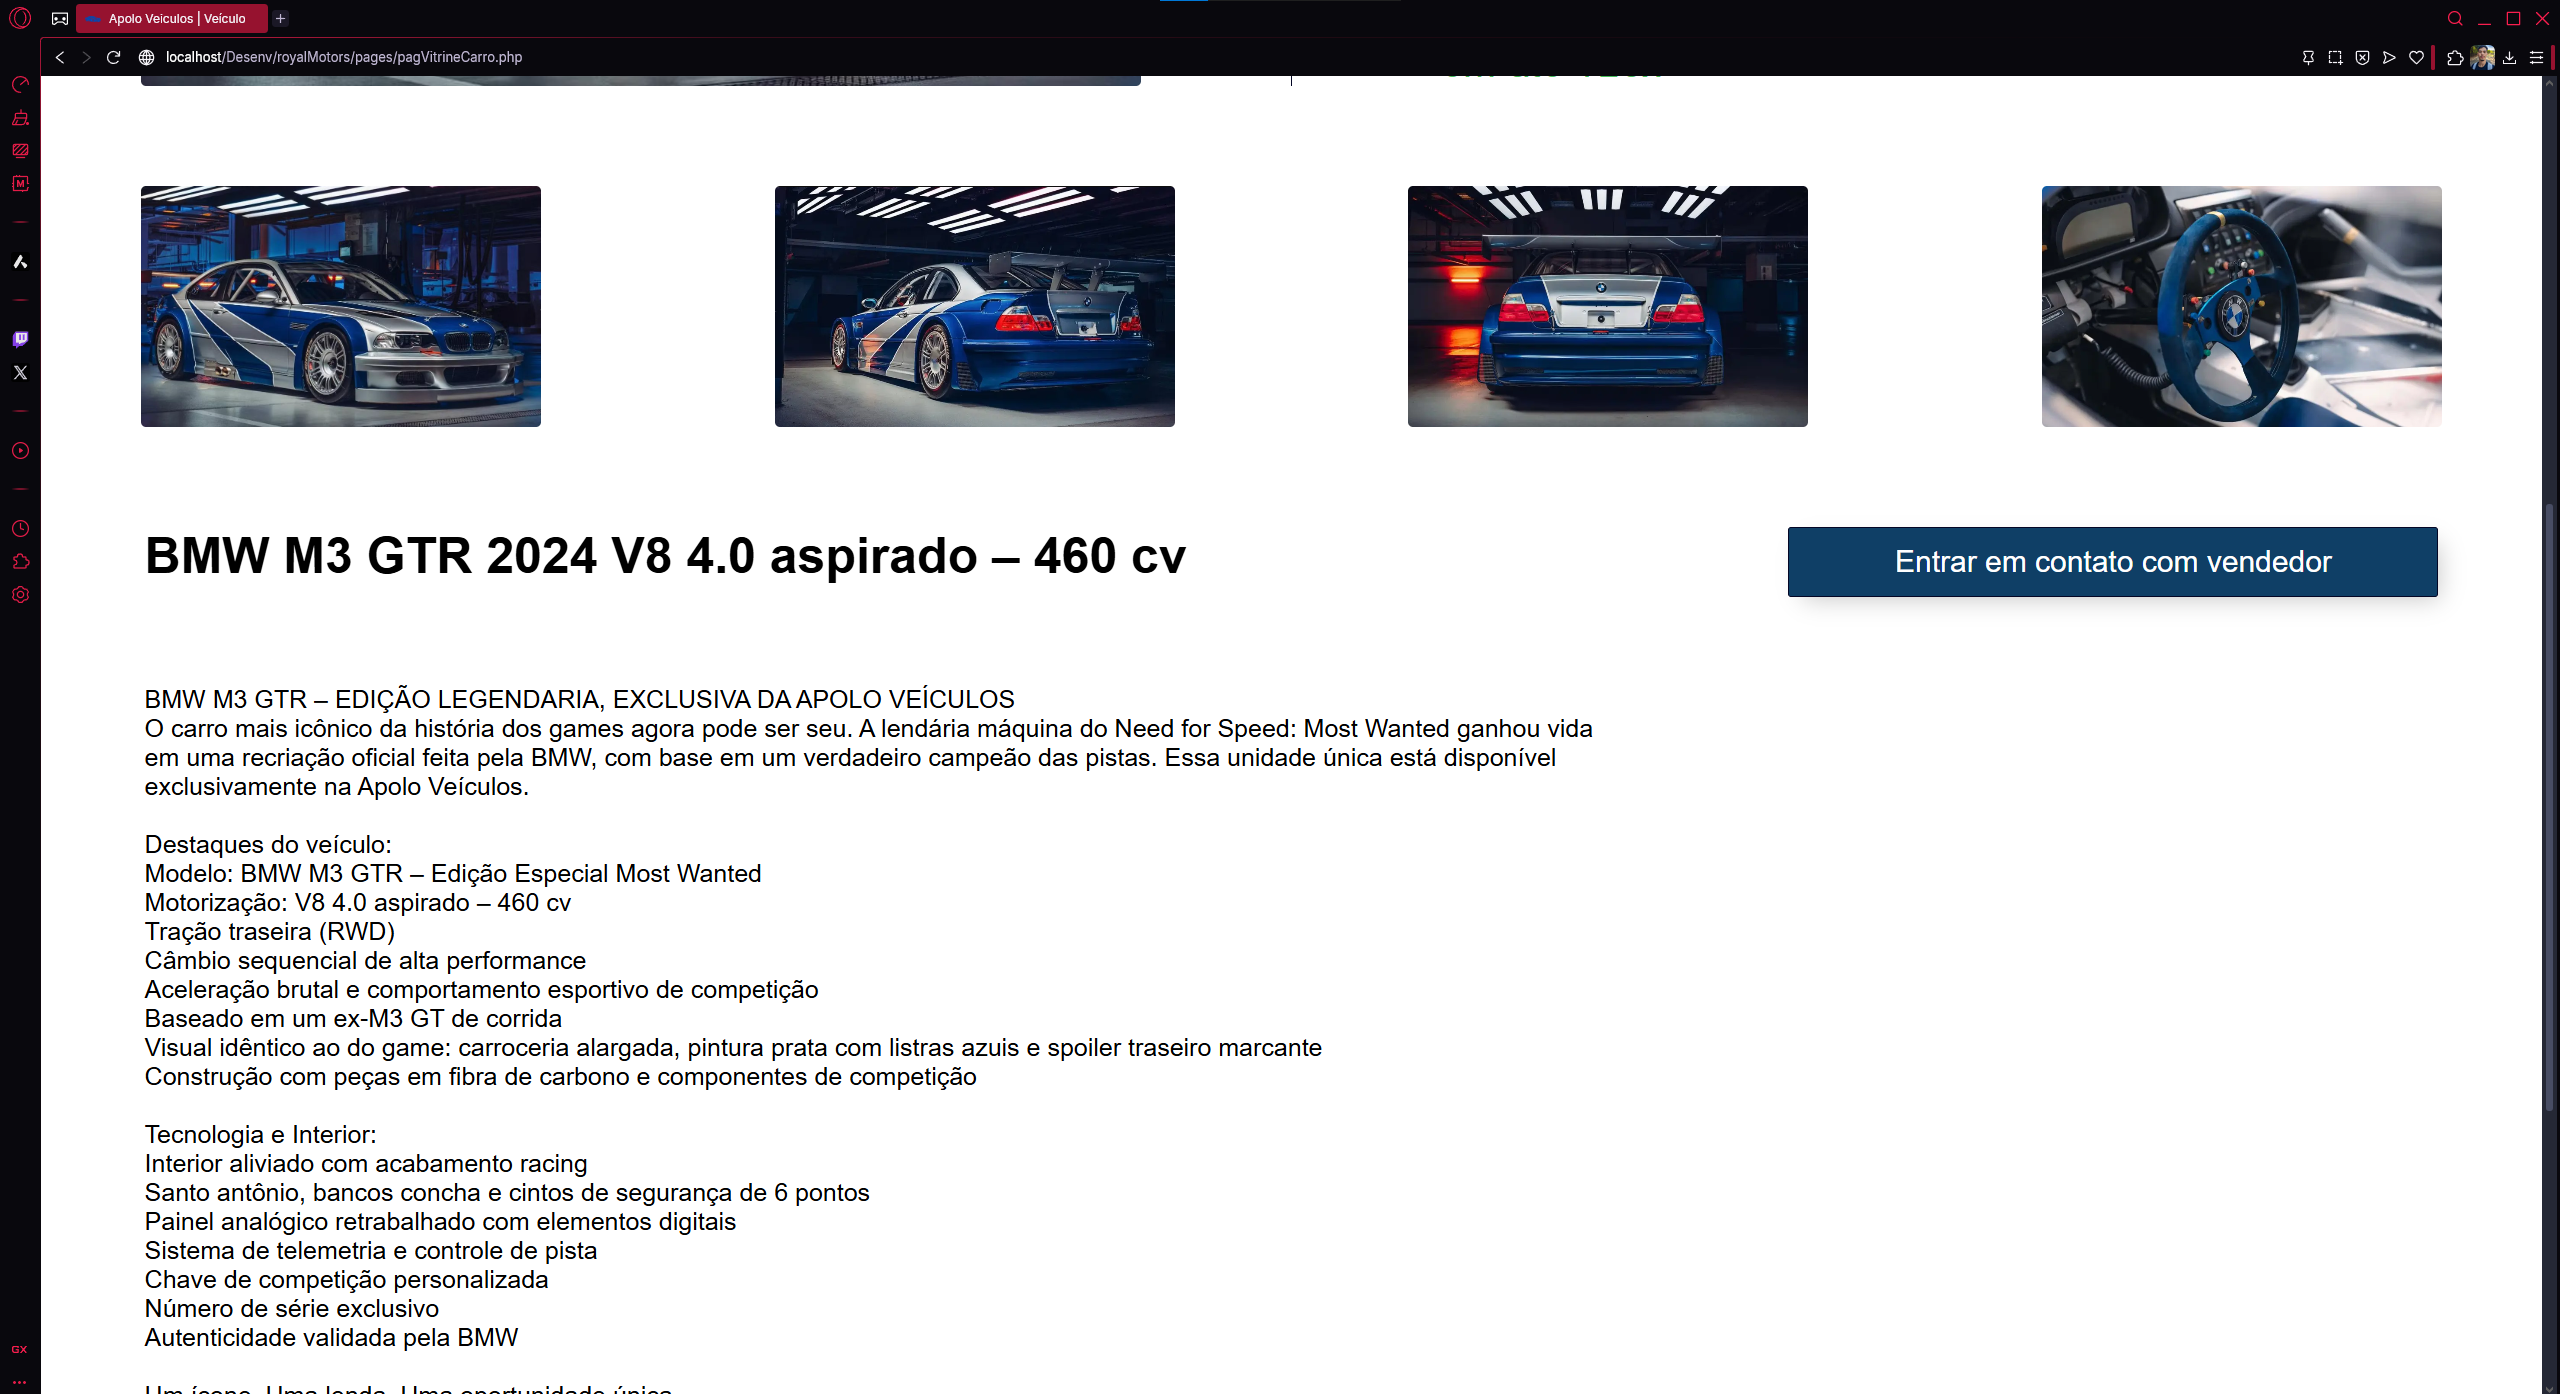 Apolo Veículos | Veículo
localhost/Desenv/royalMotors/pages/pagVitrineCarro.php
M
BMW M3 GTR 2024 V8 4.0 aspirado – 460 cv
Entrar em contato com vendedor
BMW M3 GTR – EDIÇÃO LEGENDARIA, EXCLUSIVA DA APOLO VEÍCULOS
O carro mais icônico da história dos games agora pode ser seu. A lendária máquina do Need for Speed: Most Wanted ganhou vida
em uma recriação oficial feita pela BMW, com base em um verdadeiro campeão das pistas. Essa unidade única está disponível
exclusivamente na Apolo Veículos.
Destaques do veículo:
Modelo: BMW M3 GTR – Edição Especial Most Wanted
Motorização: V8 4.0 aspirado – 460 cv
Tração traseira (RWD)
Câmbio sequencial de alta performance
Aceleração brutal e comportamento esportivo de competição
Baseado em um ex-M3 GT de corrida
Visual idêntico ao do game: carroceria alargada, pintura prata com listras azuis e spoiler traseiro marcante
Construção com peças em fibra de carbono e componentes de competição
Tecnologia e Interior:
Interior aliviado com acabamento racing
Santo antônio, bancos concha e cintos de segurança de 6 pontos
Painel analógico retrabalhado com elementos digitais
Sistema de telemetria e controle de pista
Chave de competição personalizada
Número de série exclusivo
Autenticidade validada pela BMW
GX
Um ícone. Uma lenda. Uma oportunidade única